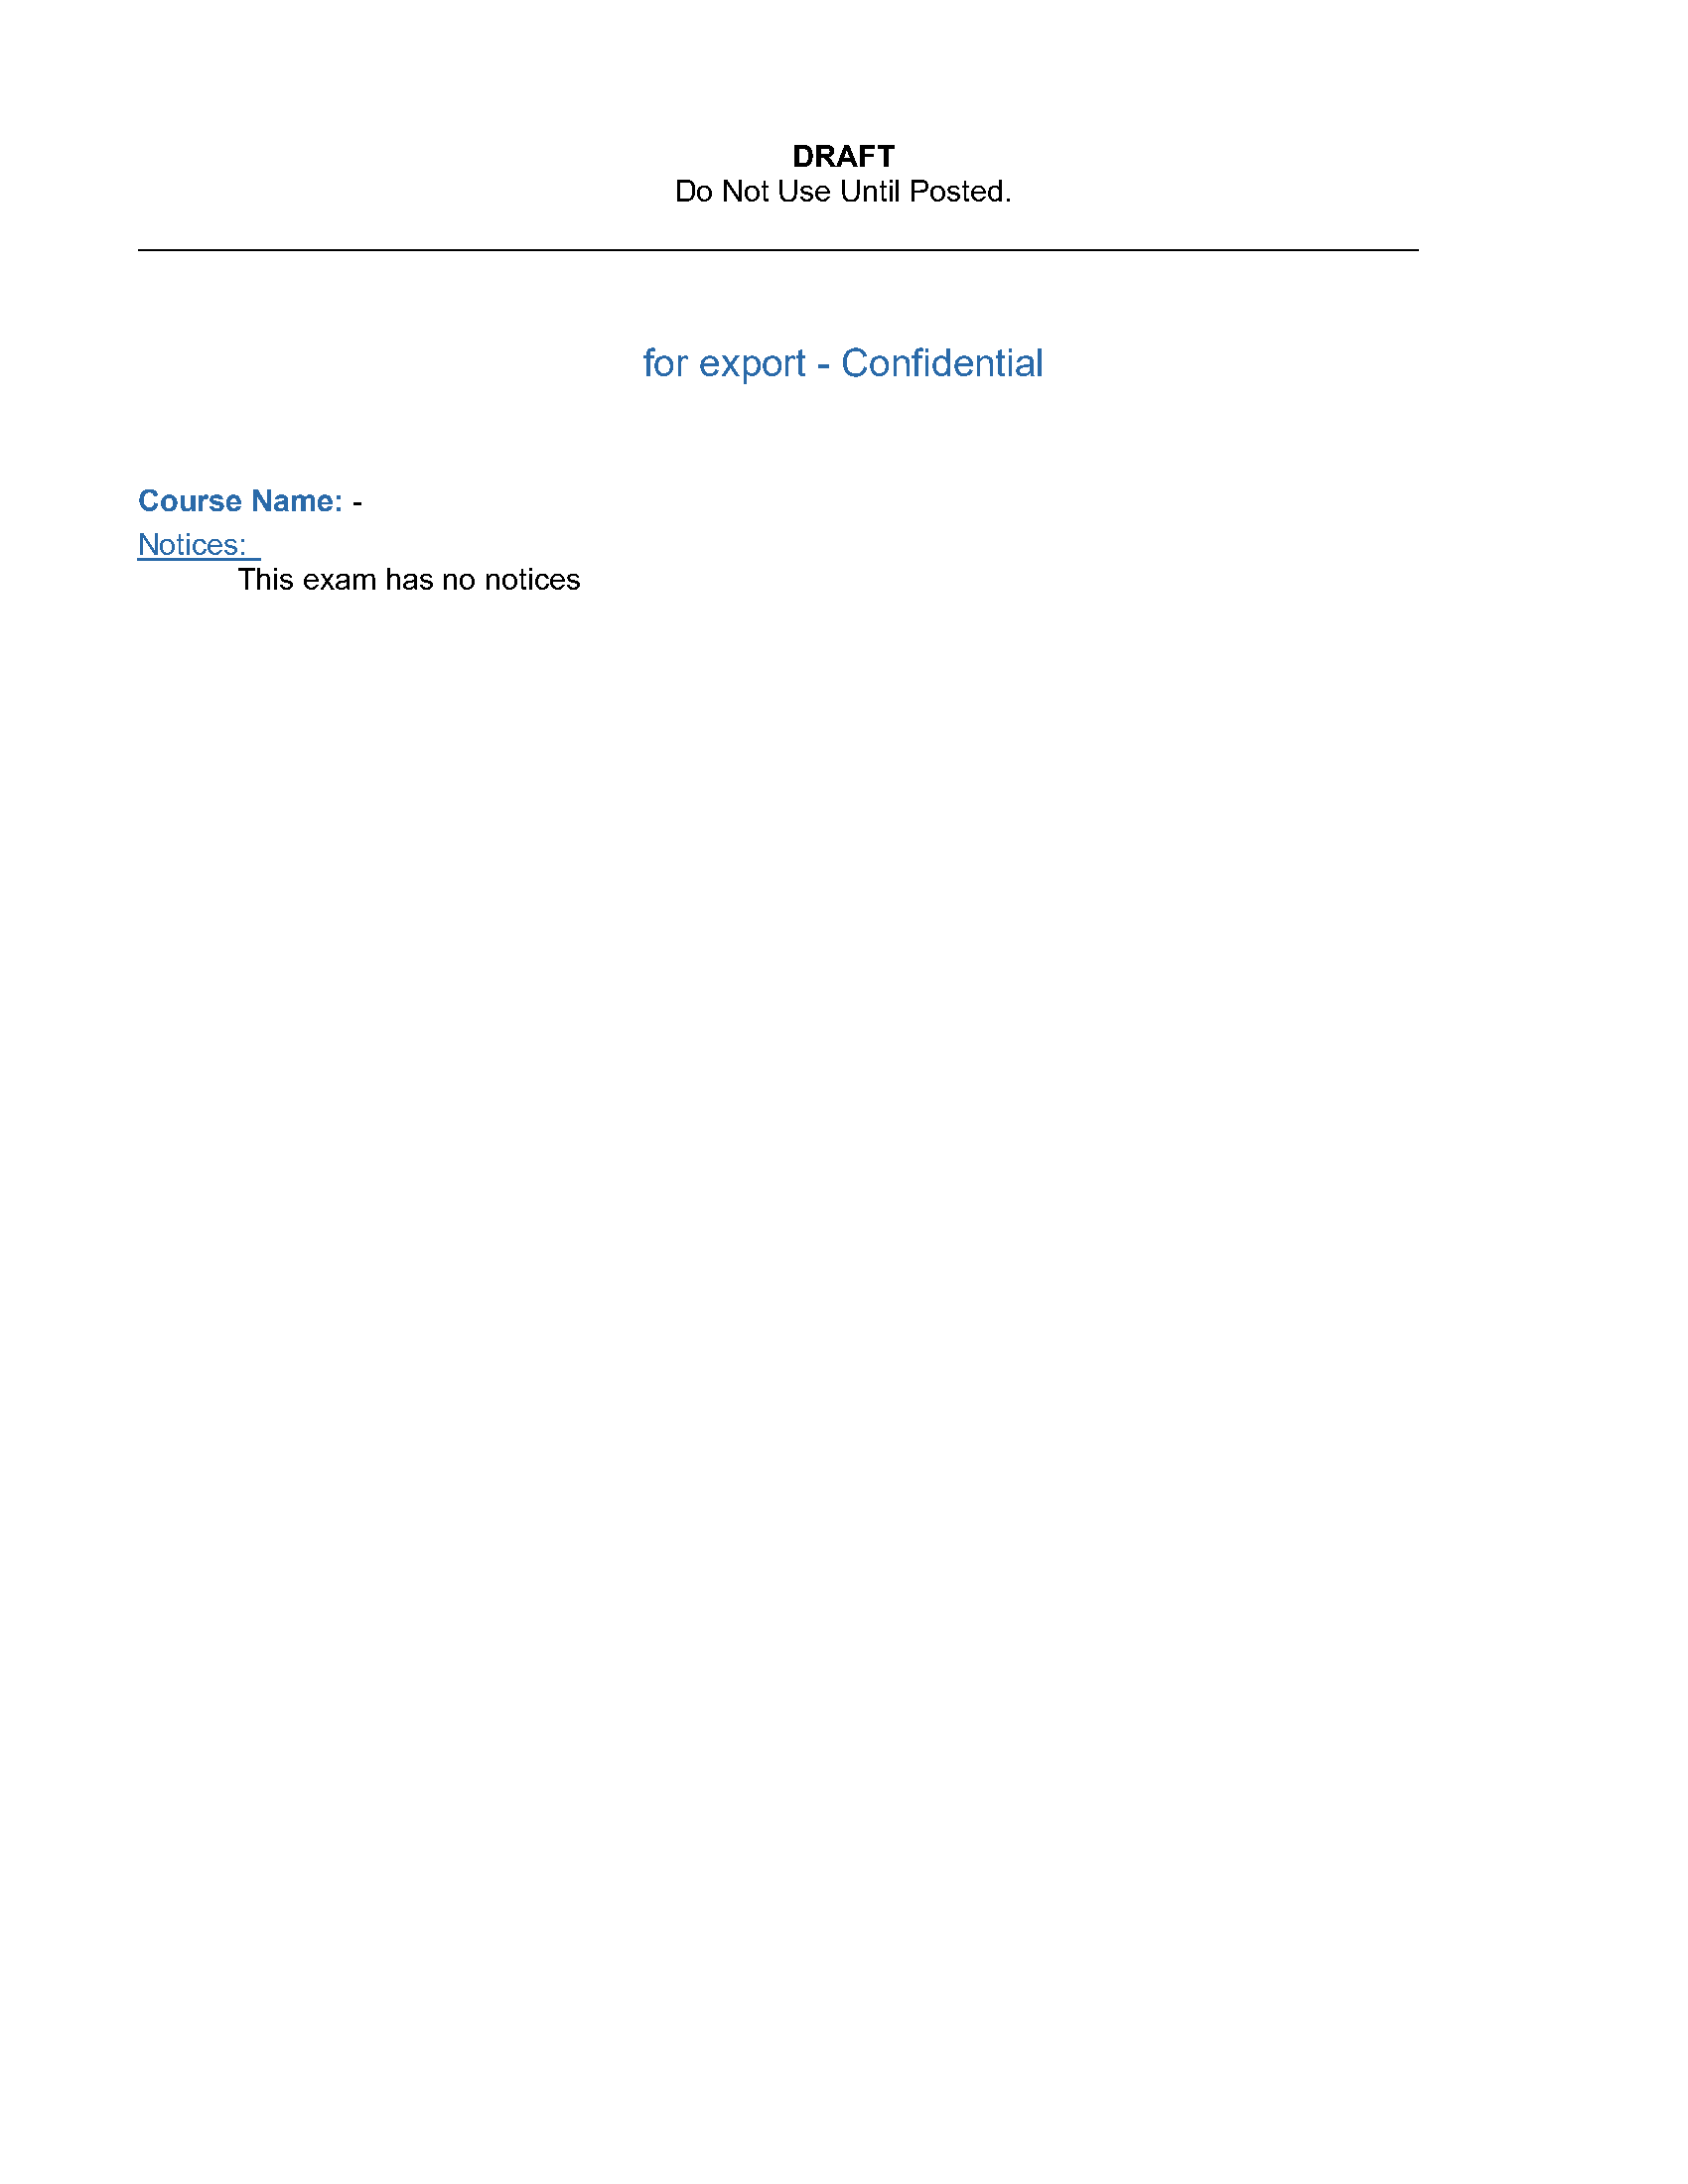 DRAFT
Do Not Use Until Posted.
for export - Confidential
Course Name: -
Notices:
This exam has no notices